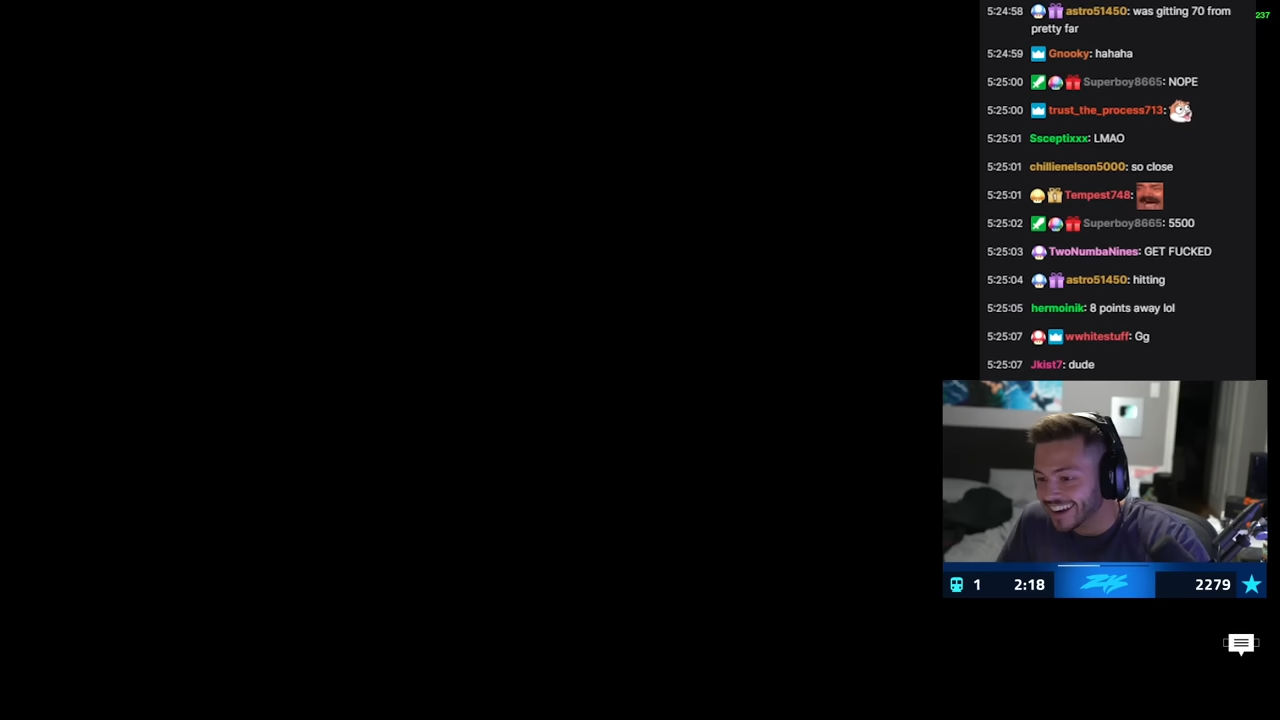 237
5:24:58 astro51450: was gitting 70 from
pretty far
5:24:59 Gnooky: hahaha
5:25:00 Superboy8665: NOPE
5:25:00 trust_the_process713:
5:25:01 Ssceptixxx: LMAO
5:25:01 chillienelson5000: so close
5:25:01 Tempest748:
5:25:02 Superboy8665: 5500
5:25:03 TwoNumbaNines: GET FUCKED
5:25:04 astro51450: hitting
5:25:05 hermoinik: 8 points away lol
5:25:07 wwhitestuff: Gg
5:25:07 Jkist7: dude
1 2:18 2279